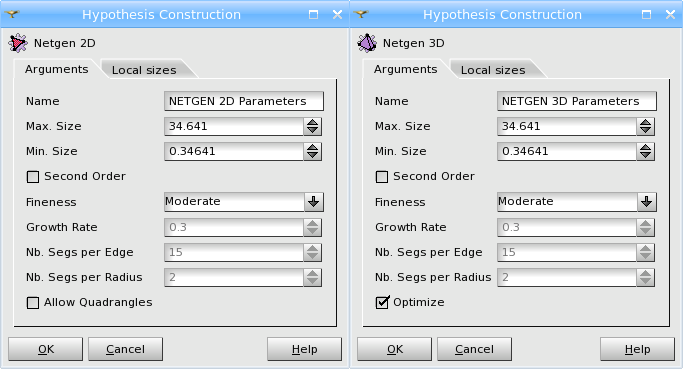 Hypothesis Construction
Netgen 2D
Arguments Local sizes
Name NETGEN 2D Parameters
Max. Size 34.641
Min. Size 0.34641
Second Order
Fineness Moderate
Growth Rate 0.3
Nb. Segs per Edge 15
Nb. Segs per Radius 2
Allow Quadrangles
OK Cancel Help
Hypothesis Construction
Netgen 3D
Arguments Local sizes
Name NETGEN 3D Parameters
Max. Size 34.641
Min. Size 0.34641
Second Order
Fineness Moderate
Growth Rate 0.3
Nb. Segs per Edge 15
Nb. Segs per Radius 2
Optimize
OK Cancel Help